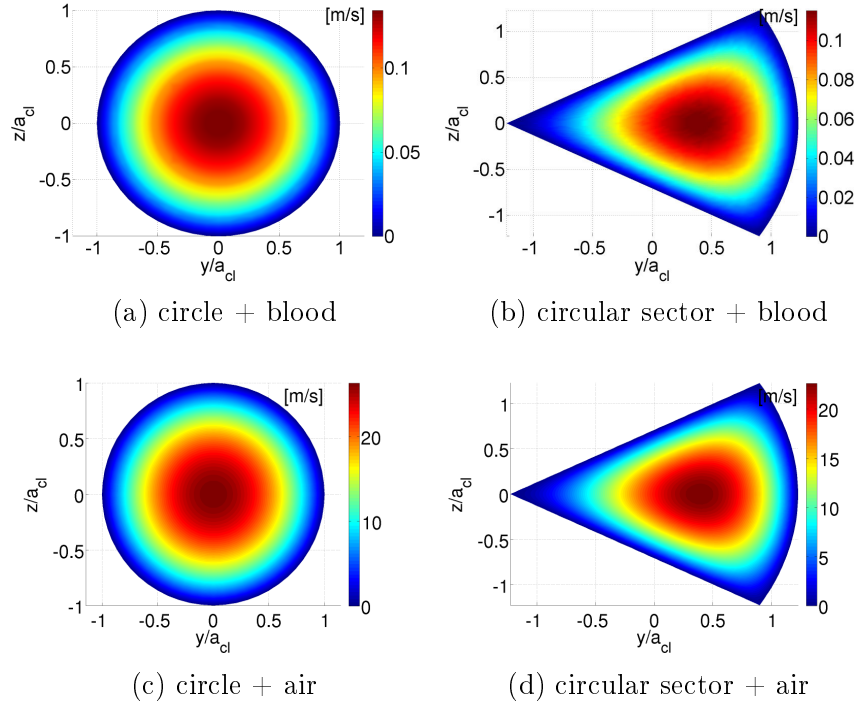 [m/s]
1
0.5
0
-0.5
-1
z/a_cl
-1 -0.5 0 0.5 1
y/a_cl
0.1
0.05
0
(a) circle + blood
[m/s]
1
0.5
0
-0.5
-1
z/a_cl
-1 -0.5 0 0.5 1
y/a_cl
0.1
0.08
0.06
0.04
0.02
0
(b) circular sector + blood
[m/s]
1
0.5
0
-0.5
-1
z/a_cl
-1 -0.5 0 0.5 1
y/a_cl
20
10
0
(c) circle + air
[m/s]
1
0.5
0
-0.5
-1
z/a_cl
-1 -0.5 0 0.5 1
y/a_cl
20
15
10
5
0
(d) circular sector + air